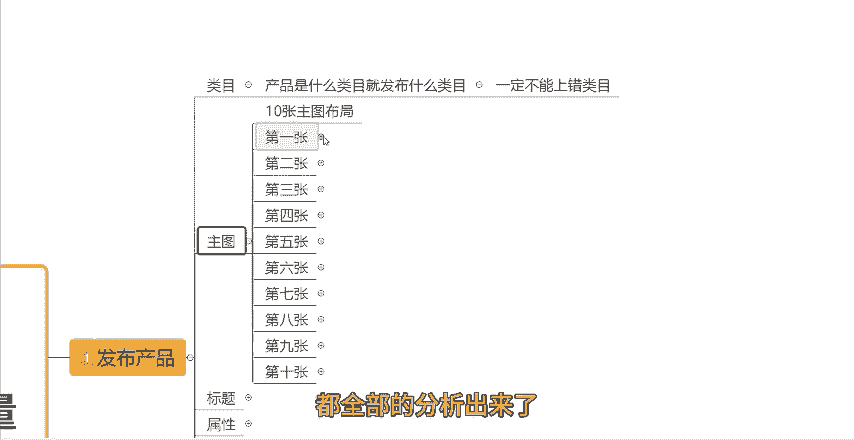 类目 产品是什么类目就发布什么类目 一定不能上错类目
10张主图布局
第一张
第二张
第三张
第四张
主图 第五张
第六张
第七张
第八张
第九张
第十张
1. 发布产品
标题
属性
量
都全部的分析出来了